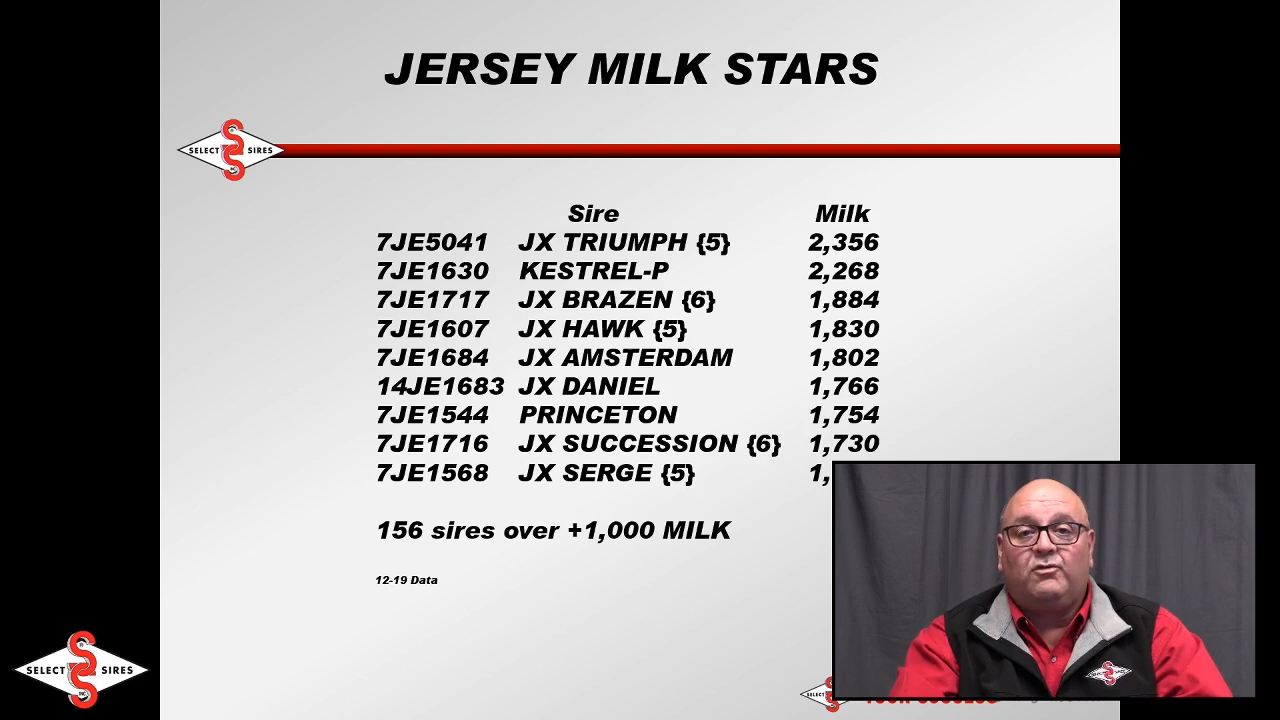 JERSEY MILK STARS
SELECT SIRES
Sire Milk
7JE5041 JX TRIUMPH {5} 2,356
7JE1630 KESTREL-P 2,268
7JE1717 JX BRAZEN {6} 1,884
7JE1607 JX HAWK {5} 1,830
7JE1684 JX AMSTERDAM 1,802
14JE1683 JX DANIEL 1,766
7JE1544 PRINCETON 1,754
7JE1716 JX SUCCESSION {6} 1,730
7JE1568 JX SERGE {5} 1,
156 sires over +1,000 MILK
12-19 Data
SELECT SIRES
INC